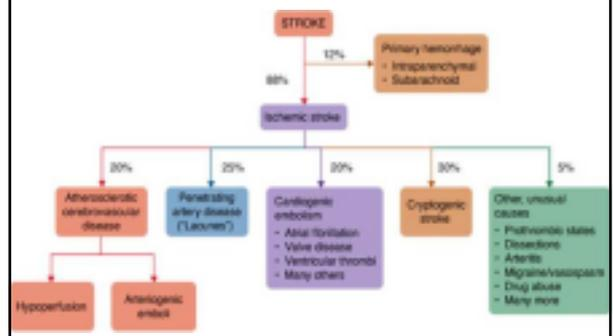 STROKE
12%
Primary hemorrhage
• Intraparenchymal
• Subarachnoid
88%
Ischemic stroke
20%
25%
20%
30%
5%
Atherosclerotic
cerebrovascular
disease
Penetrating
artery disease
("Lacunes")
Cardiogenic
embolism
• Atrial fibrillation
• Valve disease
• Ventricular thrombi
• Many others
Cryptogenic
stroke
Other, unusual
causes
• Prothrombic states
• Dissections
• Arteritis
• Migraine/vasospasm
• Drug abuse
• Many more
Hypoperfusion
Arteriogenic
emboli